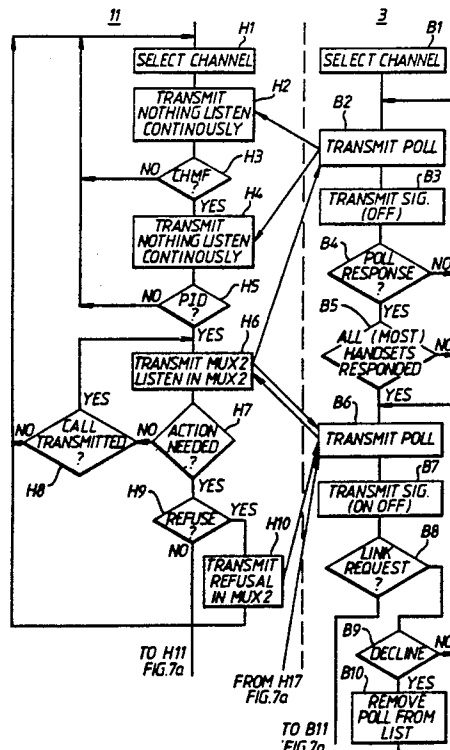 11
3
H1
SELECT CHANNEL
H2
TRANSMIT
NOTHING LISTEN
CONTINOUSLY
H3
CHMF
?
NO
YES
H4
TRANSMIT
NOTHING LISTEN
CONTINUOUSLY
H5
PID
?
NO
YES
H6
TRANSMIT MUX2
LISTEN IN MUX2
H7
ACTION
NEEDED
?
NO
YES
YES
CALL
TRANSMITTED
?
NO
H8
H9
REFUSE
?
YES
NO
H10
TRANSMIT
REFUSAL
IN MUX2
TO H11
FIG.7a
FROM H17
FIG.7a
B1
SELECT CHANNEL
B2
TRANSMIT POLL
B3
TRANSMIT SIG.
(OFF)
B4
POLL
RESPONSE
?
NO
YES
B5
ALL (MOST)
HANDSETS
RESPONDED
NO
YES
B6
TRANSMIT POLL
B7
TRANSMIT SIG.
(ON OFF)
B8
LINK
REQUEST
?
B9
DECLINE
NO
YES
B10
REMOVE
POLL FROM
LIST
TO B11
FIG.7a